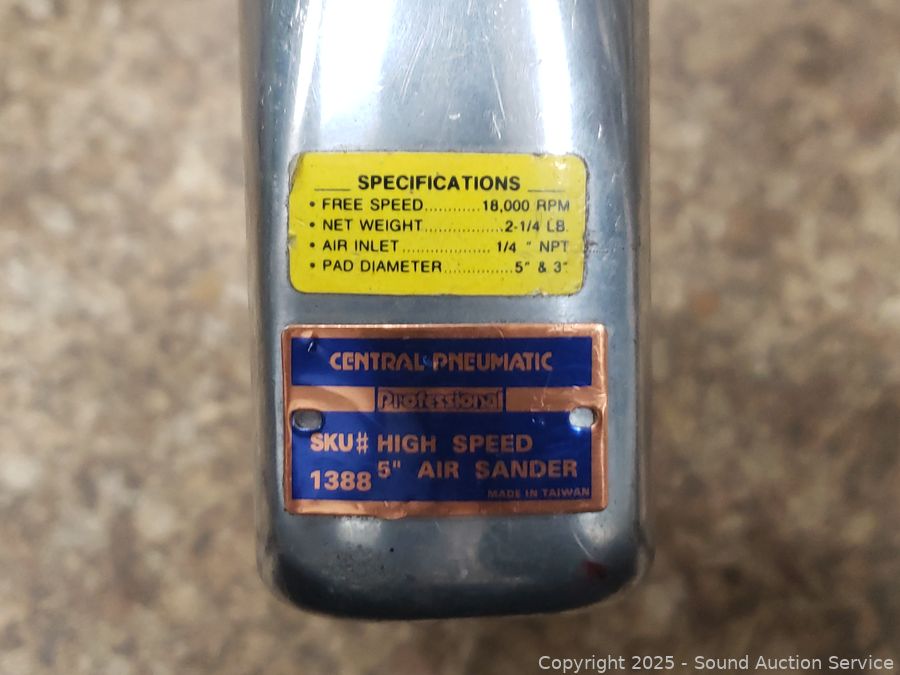 SPECIFICATIONS
• FREE SPEED............18,000 RPM
• NET WEIGHT.................2-1/4 LB.
• AIR INLET.................... 1/4 " NPT
• PAD DIAMETER...............5" & 3"
CENTRAL PNEUMATIC
Professional
SKU# HIGH SPEED
1388 5" AIR SANDER
MADE IN TAIWAN
Copyright © 2025 - Sound Auction Service